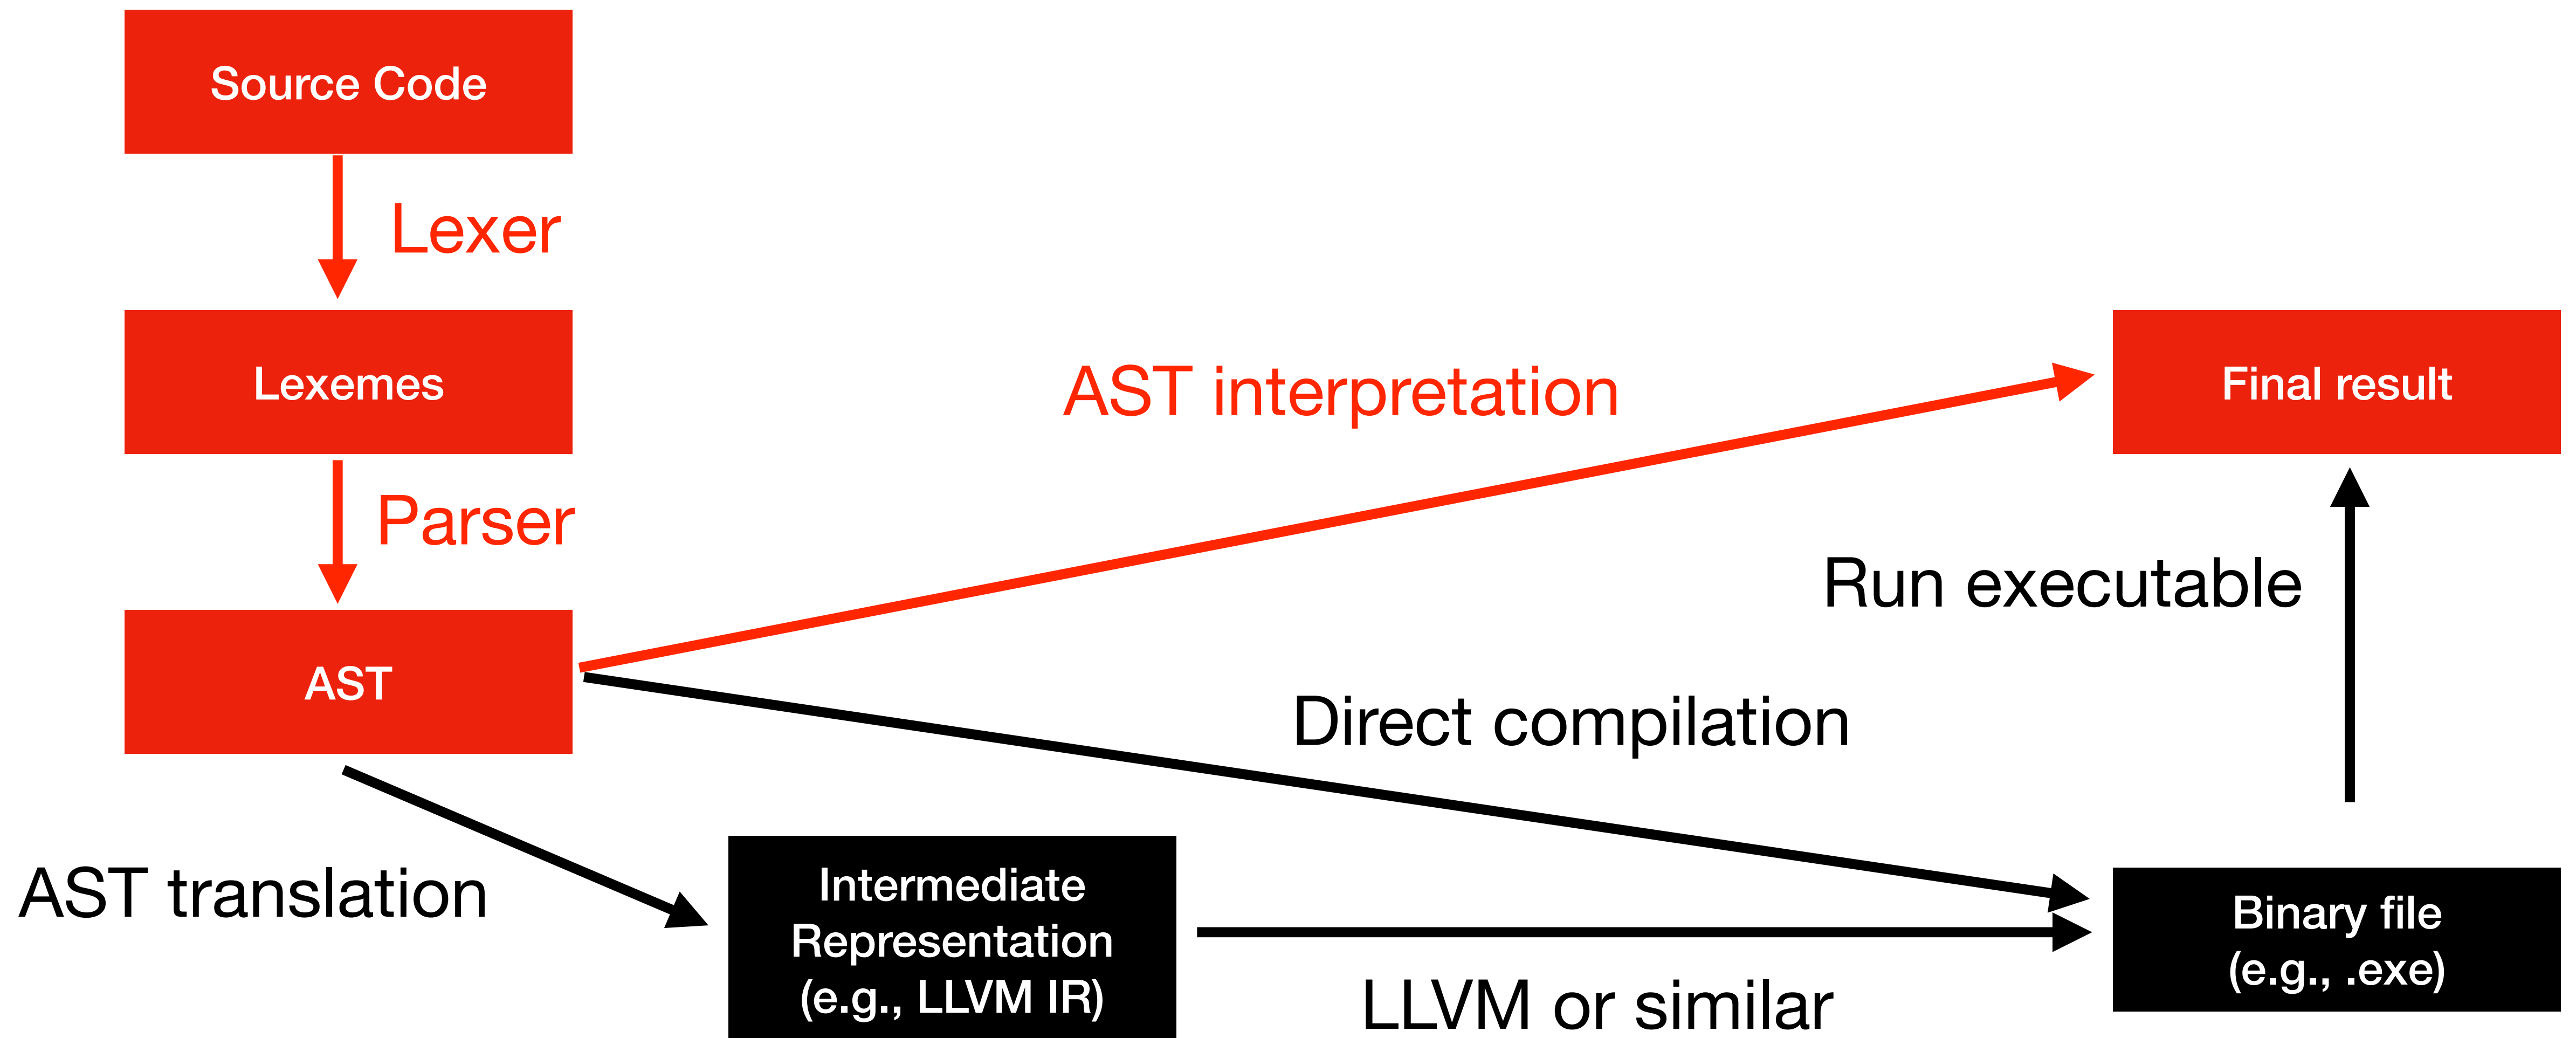 Source Code
Lexer
Lexemes
AST interpretation
Final result
Parser
Run executable
AST
Direct compilation
AST translation
Intermediate
Representation
(e.g., LLVM IR)
Binary file
(e.g., .exe)
LLVM or similar